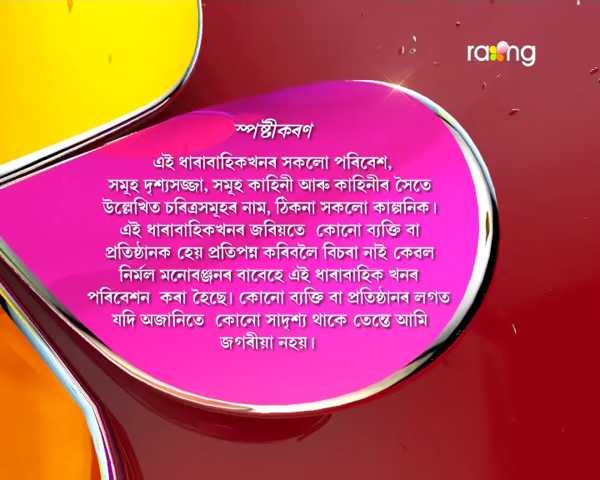 rang
স্পষ্টীকৰণ
এই ধাৰাবাহিকখনৰ সকলো পৰিবেশ,
সমূহ দৃশ্যসজ্জা, সমূহ কাহিনী আৰু কাহিনীৰ সৈতে
উল্লেখিত চৰিত্ৰসমূহৰ নাম, ঠিকনা সকলো কাল্পনিক।
এই ধাৰাবাহিকখনৰ জৰিয়তে কোনো ব্যক্তি বা
প্ৰতিষ্ঠানক হেয় প্ৰতিপন্ন কৰিবলৈ বিচৰা নাই কেৱল
নিৰ্মল মনোৰঞ্জনৰ বাবেহে এই ধাৰাবাহিক খনৰ
পৰিবেশন কৰা হৈছে। কোনো ব্যক্তি বা প্ৰতিষ্ঠানৰ লগত
যদি অজানিতে কোনো সাদৃশ্য থাকে তেন্তে আমি
জগৰীয়া নহয়।